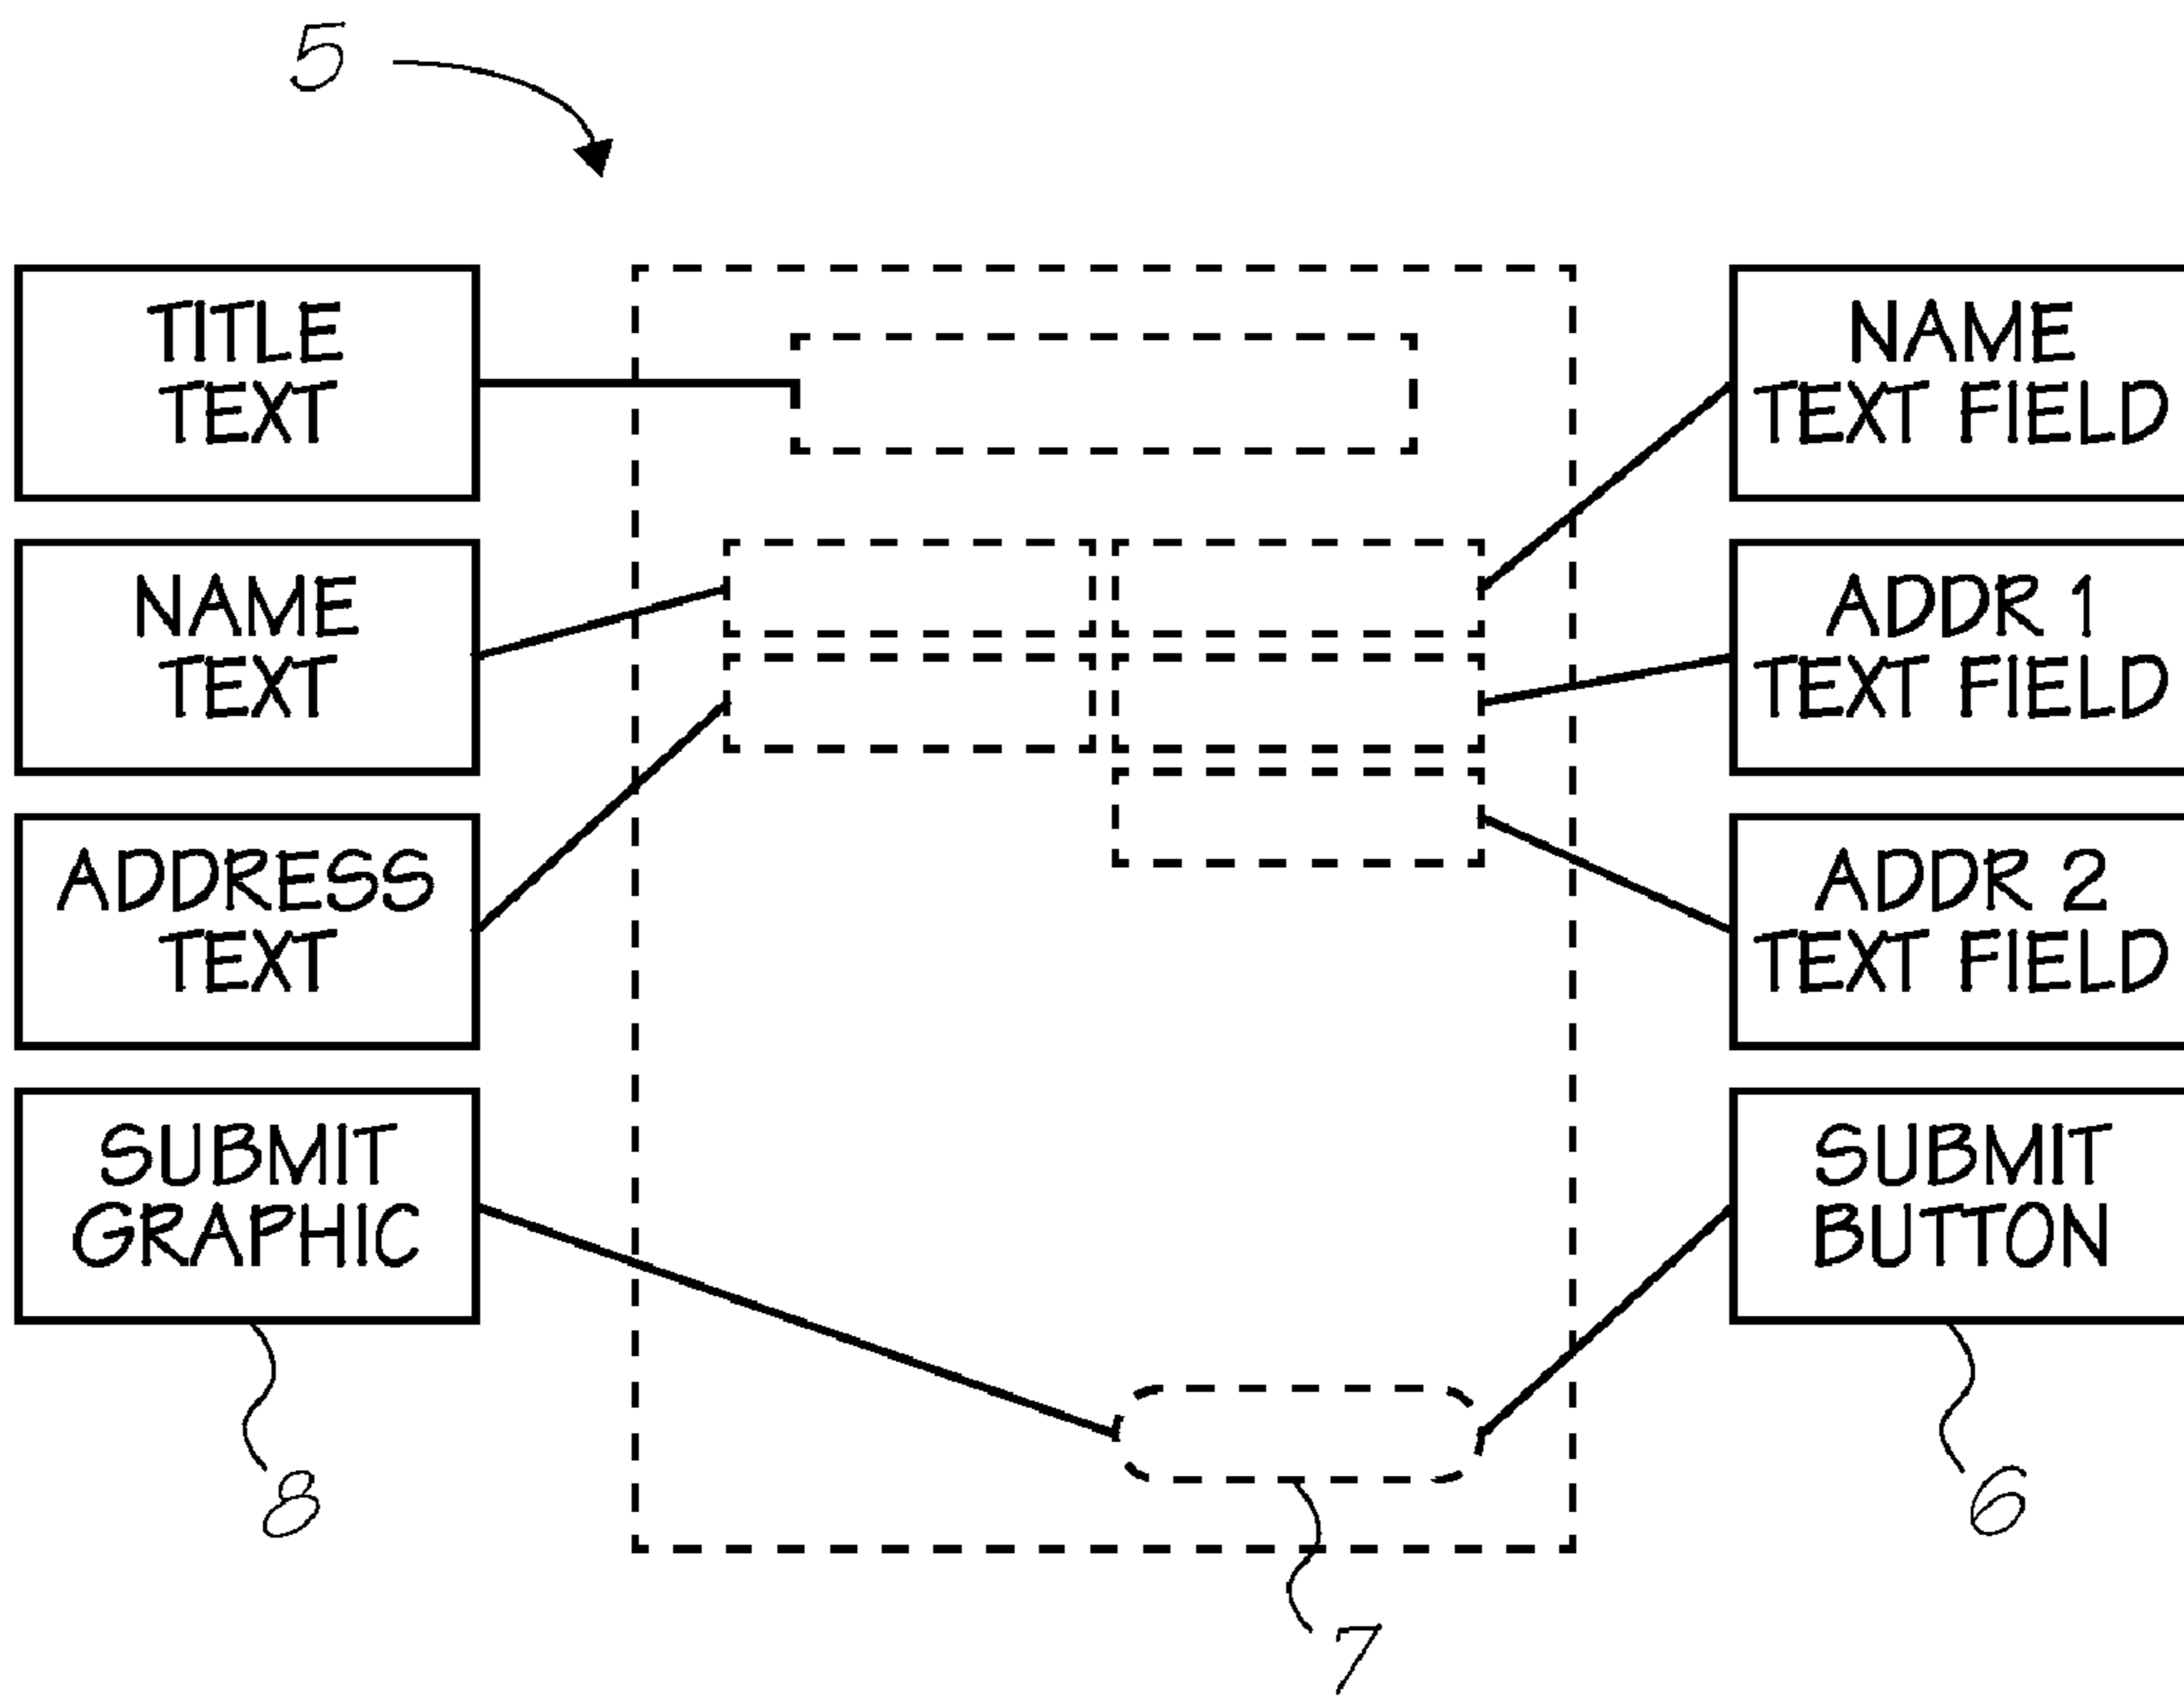 5
TITLE
TEXT
NAME
TEXT
ADDRESS
TEXT
SUBMIT
GRAPHIC
8
NAME
TEXT FIELD
ADDR 1
TEXT FIELD
ADDR 2
TEXT FIELD
SUBMIT
BUTTON
6
7